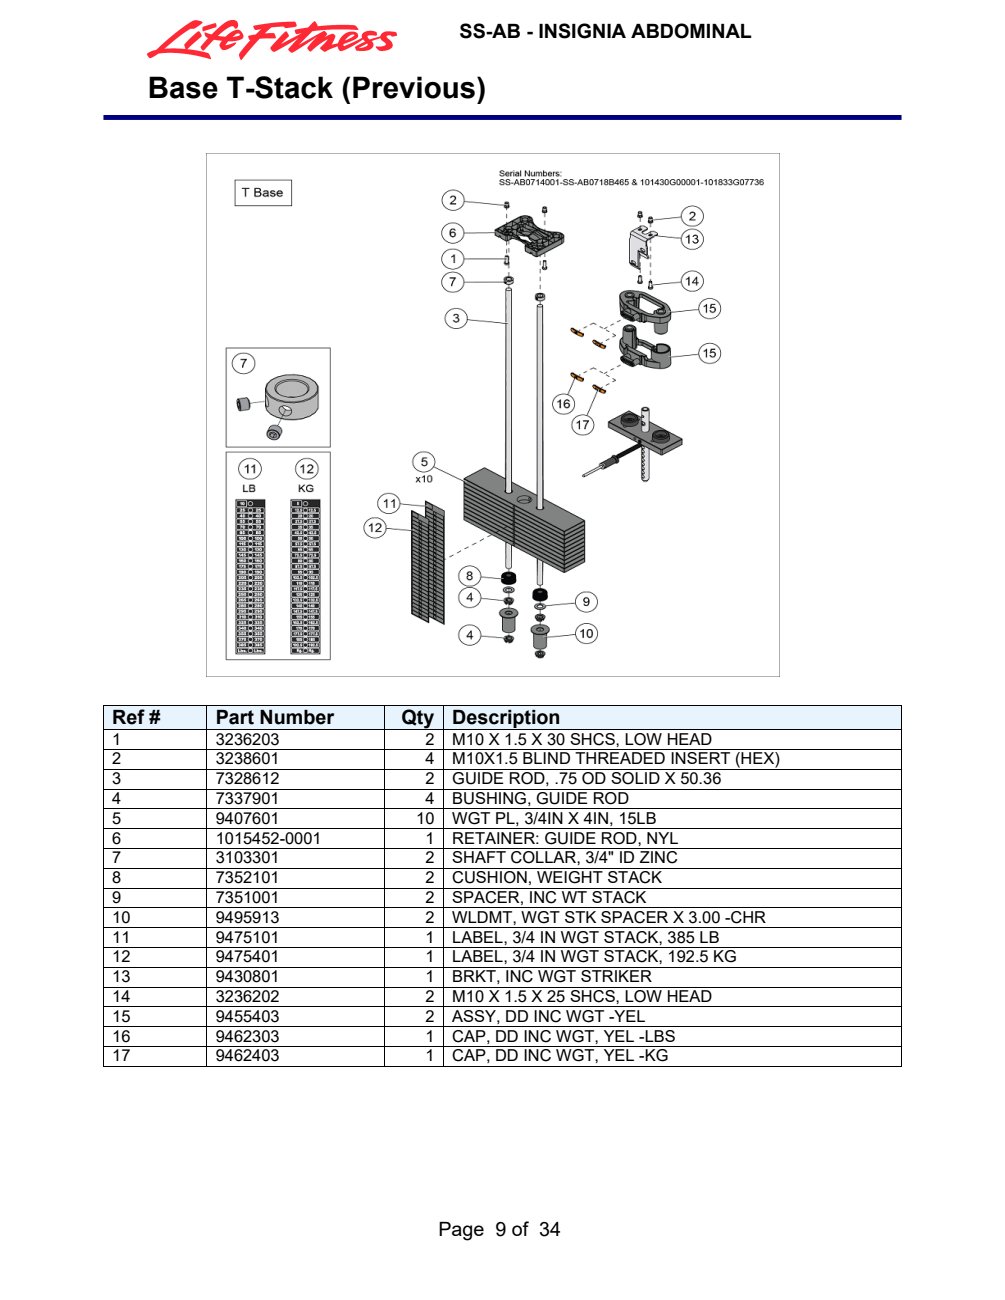 Life Fitness
SS-AB - INSIGNIA ABDOMINAL
Base T-Stack (Previous)
Serial Numbers:
SS-AB0714001-SS-AB0718B465 & 101430G00001-101833G07736
T Base
2
6
1
7
3
2
13
14
15
15
16
17
7
11
LB
12
KG
5
x10
11
12
8
4
9
4
10
Ref # Part Number Qty Description
1 3236203 2 M10 X 1.5 X 30 SHCS, LOW HEAD
2 3238601 4 M10X1.5 BLIND THREADED INSERT (HEX)
3 7328612 2 GUIDE ROD, .75 OD SOLID X 50.36
4 7337901 4 BUSHING, GUIDE ROD
5 9407601 10 WGT PL, 3/4IN X 4IN, 15LB
6 1015452-0001 1 RETAINER: GUIDE ROD, NYL
7 3103301 2 SHAFT COLLAR, 3/4" ID ZINC
8 7352101 2 CUSHION, WEIGHT STACK
9 7351001 2 SPACER, INC WT STACK
10 9495913 2 WLDMT, WGT STK SPACER X 3.00 -CHR
11 9475101 1 LABEL, 3/4 IN WGT STACK, 385 LB
12 9475401 1 LABEL, 3/4 IN WGT STACK, 192.5 KG
13 9430801 1 BRKT, INC WGT STRIKER
14 3236202 2 M10 X 1.5 X 25 SHCS, LOW HEAD
15 9455403 2 ASSY, DD INC WGT -YEL
16 9462303 1 CAP, DD INC WGT, YEL -LBS
17 9462403 1 CAP, DD INC WGT, YEL -KG
Page 9 of 34